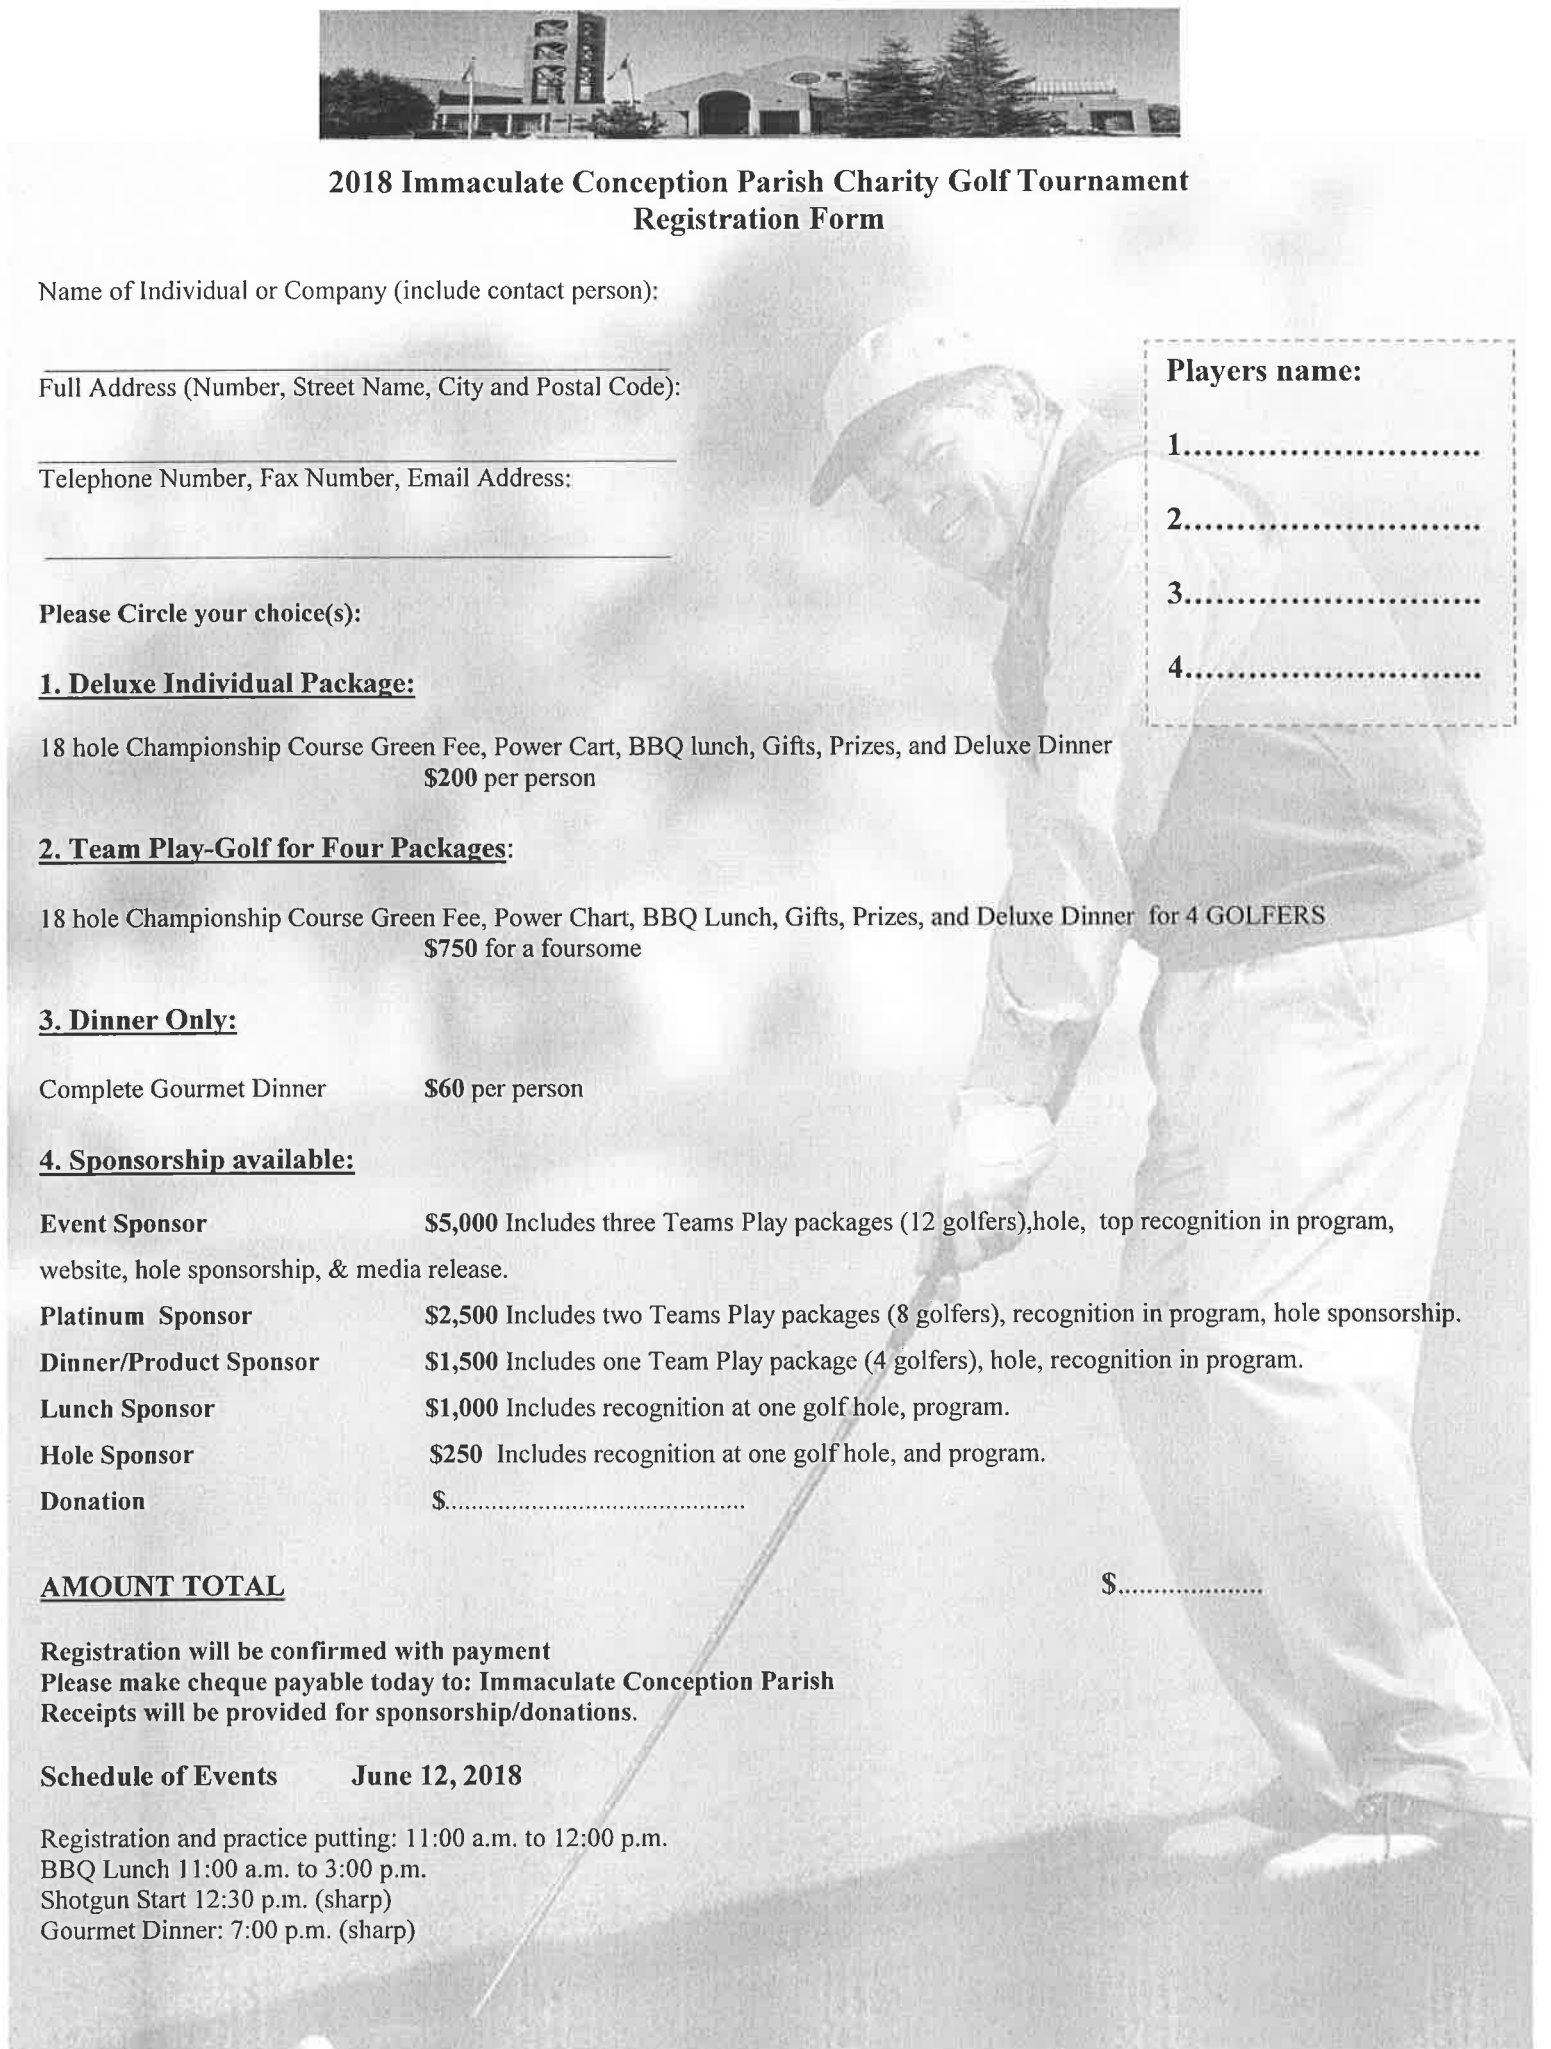 2018 Immaculate Conception Parish Charity Golf Tournament
Registration Form
Name of Individual or Company (include contact person):
Full Address (Number, Street Name, City and Postal Code):
Telephone Number, Fax Number, Email Address:
Players name:
1............................
2............................
3............................
4............................
Please Circle your choice(s):
1. Deluxe Individual Package:
18 hole Championship Course Green Fee, Power Cart, BBQ lunch, Gifts, Prizes, and Deluxe Dinner
$200 per person
2. Team Play-Golf for Four Packages:
18 hole Championship Course Green Fee, Power Chart, BBQ Lunch, Gifts, Prizes, and Deluxe Dinner for 4 GOLFERS
$750 for a foursome
3. Dinner Only:
Complete Gourmet Dinner $60 per person
4. Sponsorship available:
Event Sponsor $5,000 Includes three Teams Play packages (12 golfers),hole, top recognition in program,
website, hole sponsorship, & media release.
Platinum Sponsor $2,500 Includes two Teams Play packages (8 golfers), recognition in program, hole sponsorship.
Dinner/Product Sponsor $1,500 Includes one Team Play package (4 golfers), hole, recognition in program.
Lunch Sponsor $1,000 Includes recognition at one golf hole, program.
Hole Sponsor $250 Includes recognition at one golf hole, and program.
Donation $.............................................
AMOUNT TOTAL $....................
Registration will be confirmed with payment
Please make cheque payable today to: Immaculate Conception Parish
Receipts will be provided for sponsorship/donations.
Schedule of Events June 12, 2018
Registration and practice putting: 11:00 a.m. to 12:00 p.m.
BBQ Lunch 11:00 a.m. to 3:00 p.m.
Shotgun Start 12:30 p.m. (sharp)
Gourmet Dinner: 7:00 p.m. (sharp)